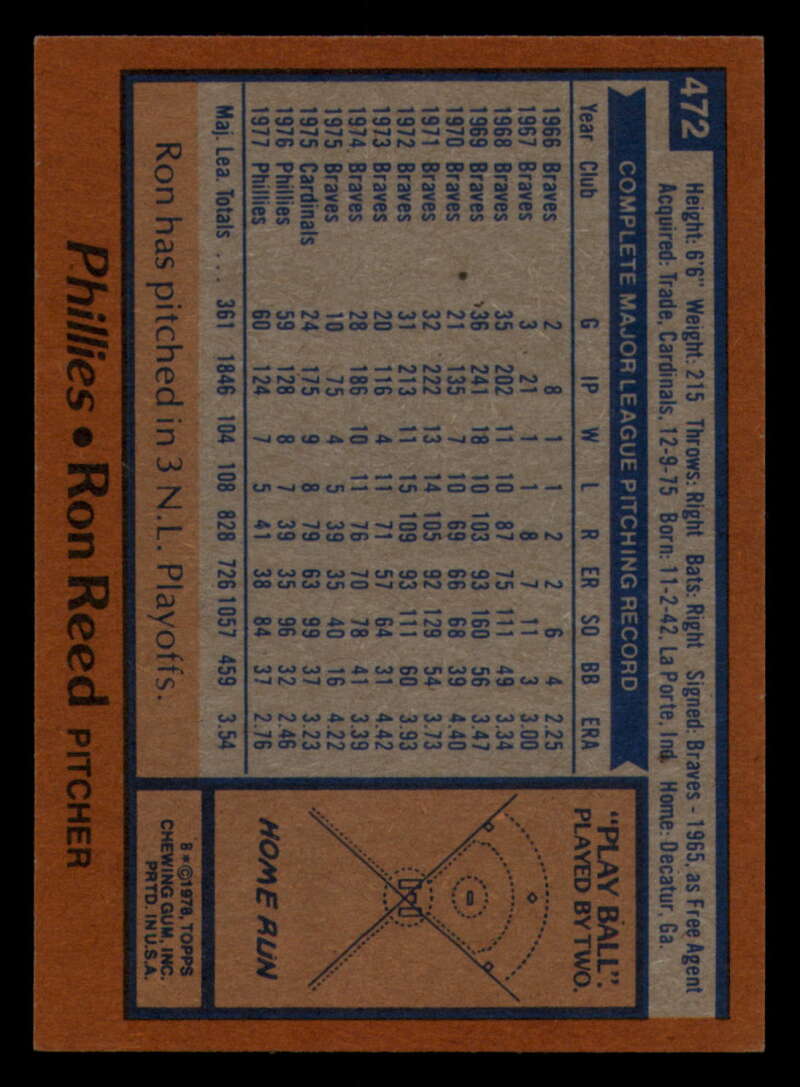 472
Height: 6'6" Weight: 215 Throws: Right Bats: Right Signed: Braves - 1965, as Free Agent
Acquired: Trade, Cardinals, 12-9-75 Born: 11-2-42, La Porte, Ind. Home: Decatur, Ga.
COMPLETE MAJOR LEAGUE PITCHING RECORD
Year Club G IP W L R ER SO BB ERA
1966 Braves 2 8 1 1 2 2 6 4 2.25
1967 Braves 3 21 1 1 8 7 11 3 3.00
1968 Braves 35 202 11 10 87 75 111 49 3.34
1969 Braves 36 241 18 10 103 93 160 56 3.47
1970 Braves 21 135 7 10 69 66 68 39 4.40
1971 Braves 32 222 13 14 105 92 129 54 3.73
1972 Braves 31 213 11 15 109 93 111 60 3.93
1973 Braves 20 116 4 11 71 57 64 31 4.42
1974 Braves 28 186 10 11 76 70 78 41 3.39
1975 Braves 10 75 4 5 39 35 40 16 4.22
1975 Cardinals 24 175 9 8 79 63 99 37 3.23
1976 Phillies 59 128 8 7 39 35 96 32 2.46
1977 Phillies 60 124 7 5 41 38 84 37 2.76
Maj. Lea. Totals ... 361 1846 104 108 828 726 1057 459 3.54
Ron has pitched in 3 N.L. Playoffs.
"PLAY BALL".
PLAYED BY TWO.
HOME RUN
8*©1978, TOPPS
CHEWING GUM, INC.
PRTD. IN U.S.A.
Phillies • Ron Reed PITCHER